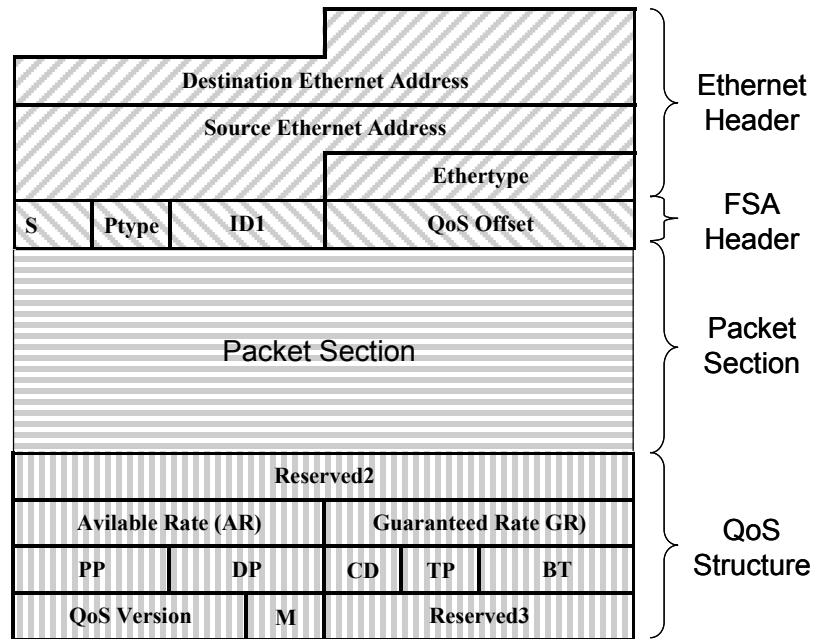 Destination Ethernet Address
Source Ethernet Address
Ethertype
Ethernet
Header
S
Ptype
ID1
QoS Offset
FSA
Header
Packet Section
Packet
Section
Reserved2
Avilable Rate (AR)
Guaranteed Rate GR)
PP
DP
CD
TP
BT
QoS Version
M
Reserved3
QoS
Structure